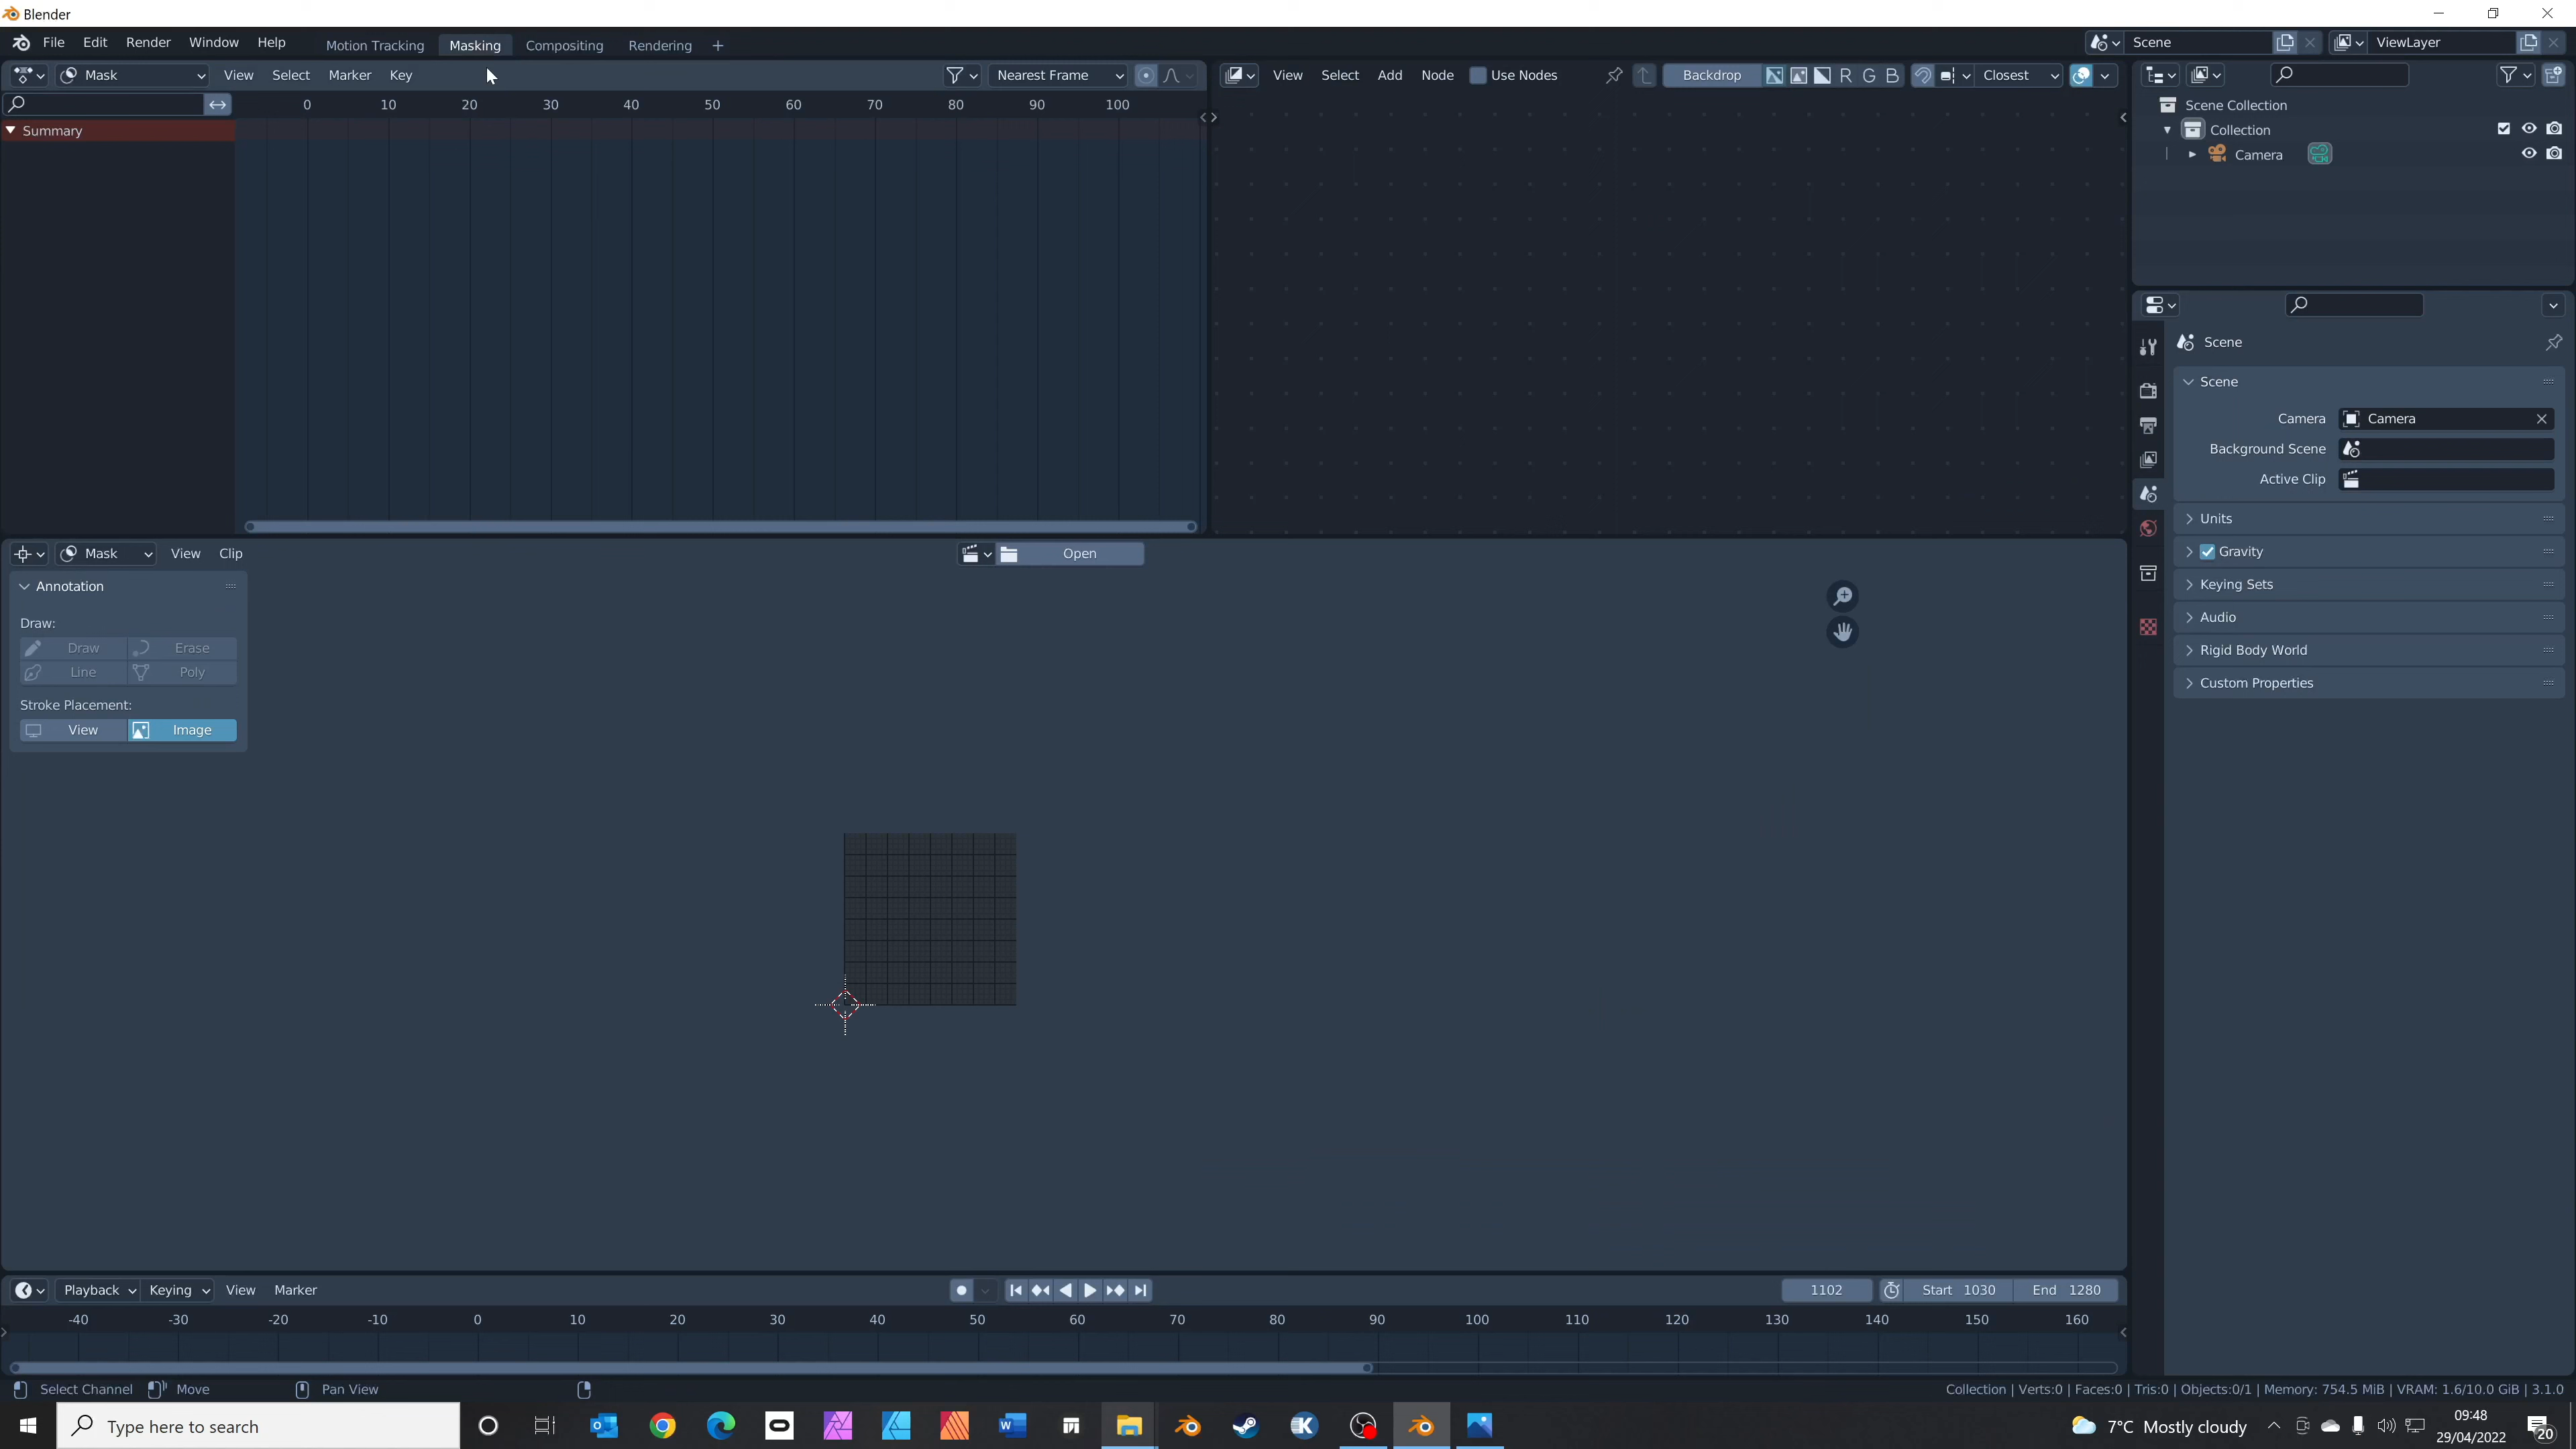 Blender
File Edit Render Window Help Motion Tracking Masking Compositing Rendering + Scene ViewLayer
Mask View Select Marker Key Nearest Frame View Select Add Node Use Nodes Backdrop R G B Closest
0 10 20 30 40 50 60 70 80 90 100
Summary
Scene Collection
Collection
Camera
Scene
Scene
Camera Camera
Background Scene
Active Clip
Units
Gravity
Keying Sets
Audio
Rigid Body World
Custom Properties
Mask View Clip Open
Annotation
Draw:
Draw Erase
Line Poly
Stroke Placement:
View Image
Playback Keying View Marker 1102 Start 1030 End 1280
-40 -30 -20 -10 0 10 20 30 40 50 60 70 80 90 100 110 120 130 140 150 160
Select Channel Move Pan View Collection | Verts:0 | Faces:0 | Tris:0 | Objects:0/1 | Memory: 754.5 MiB | VRAM: 1.6/10.0 GiB | 3.1.0
Type here to search 7°C Mostly cloudy 09:48
29/04/2022 20